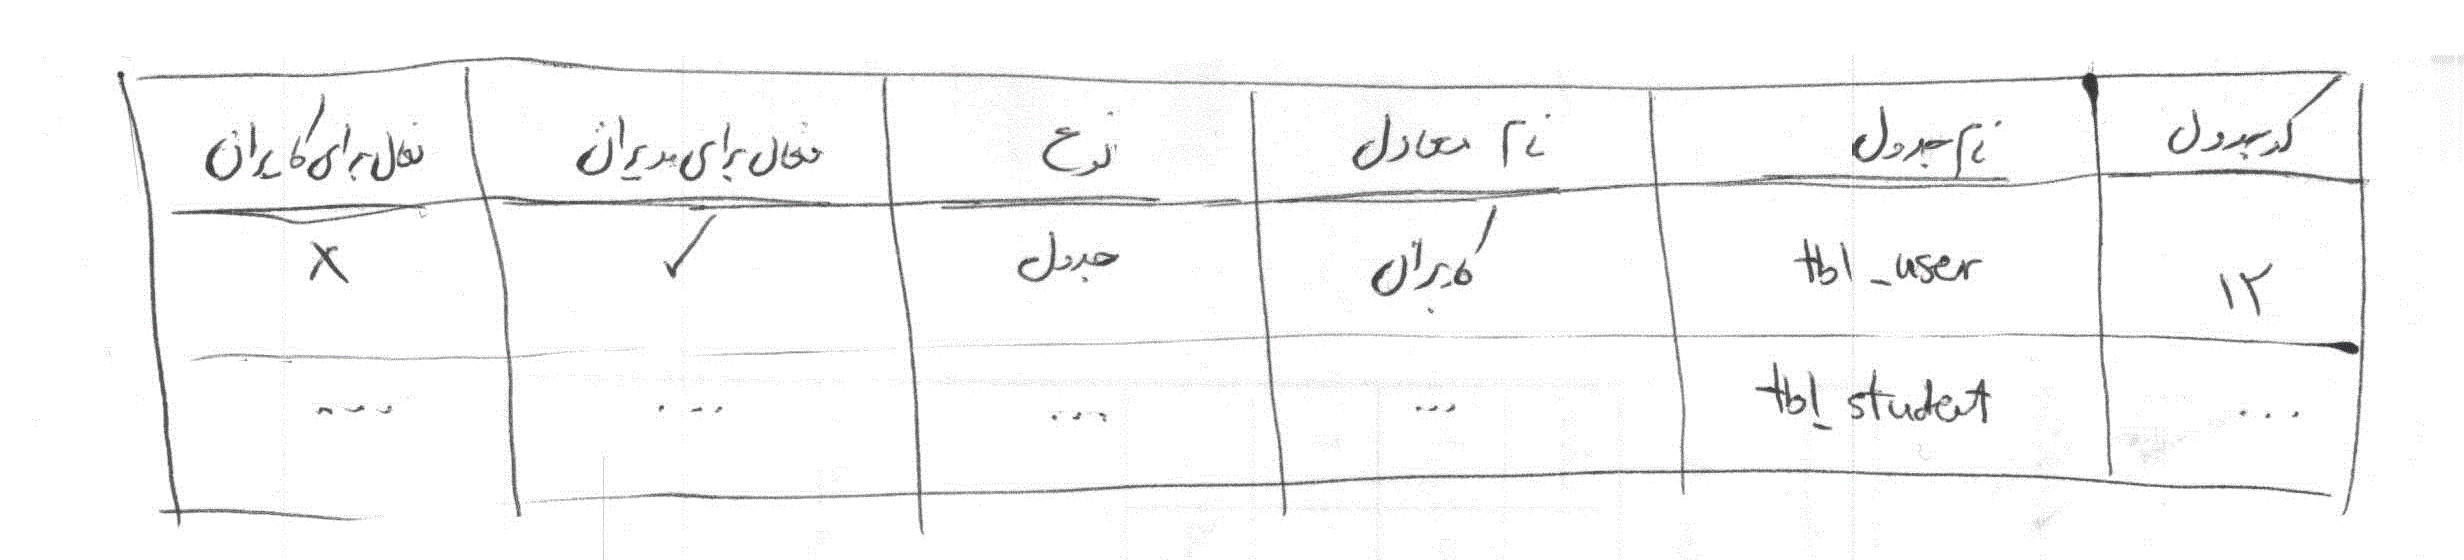 کد جدول	نام جدول	نام معادل	نوع	فعال برای مدیران	فعال برای کاربران
۱۲	tbl_user	کاربران	جدول	✓	X
...	tbl_student	...	...	...	...